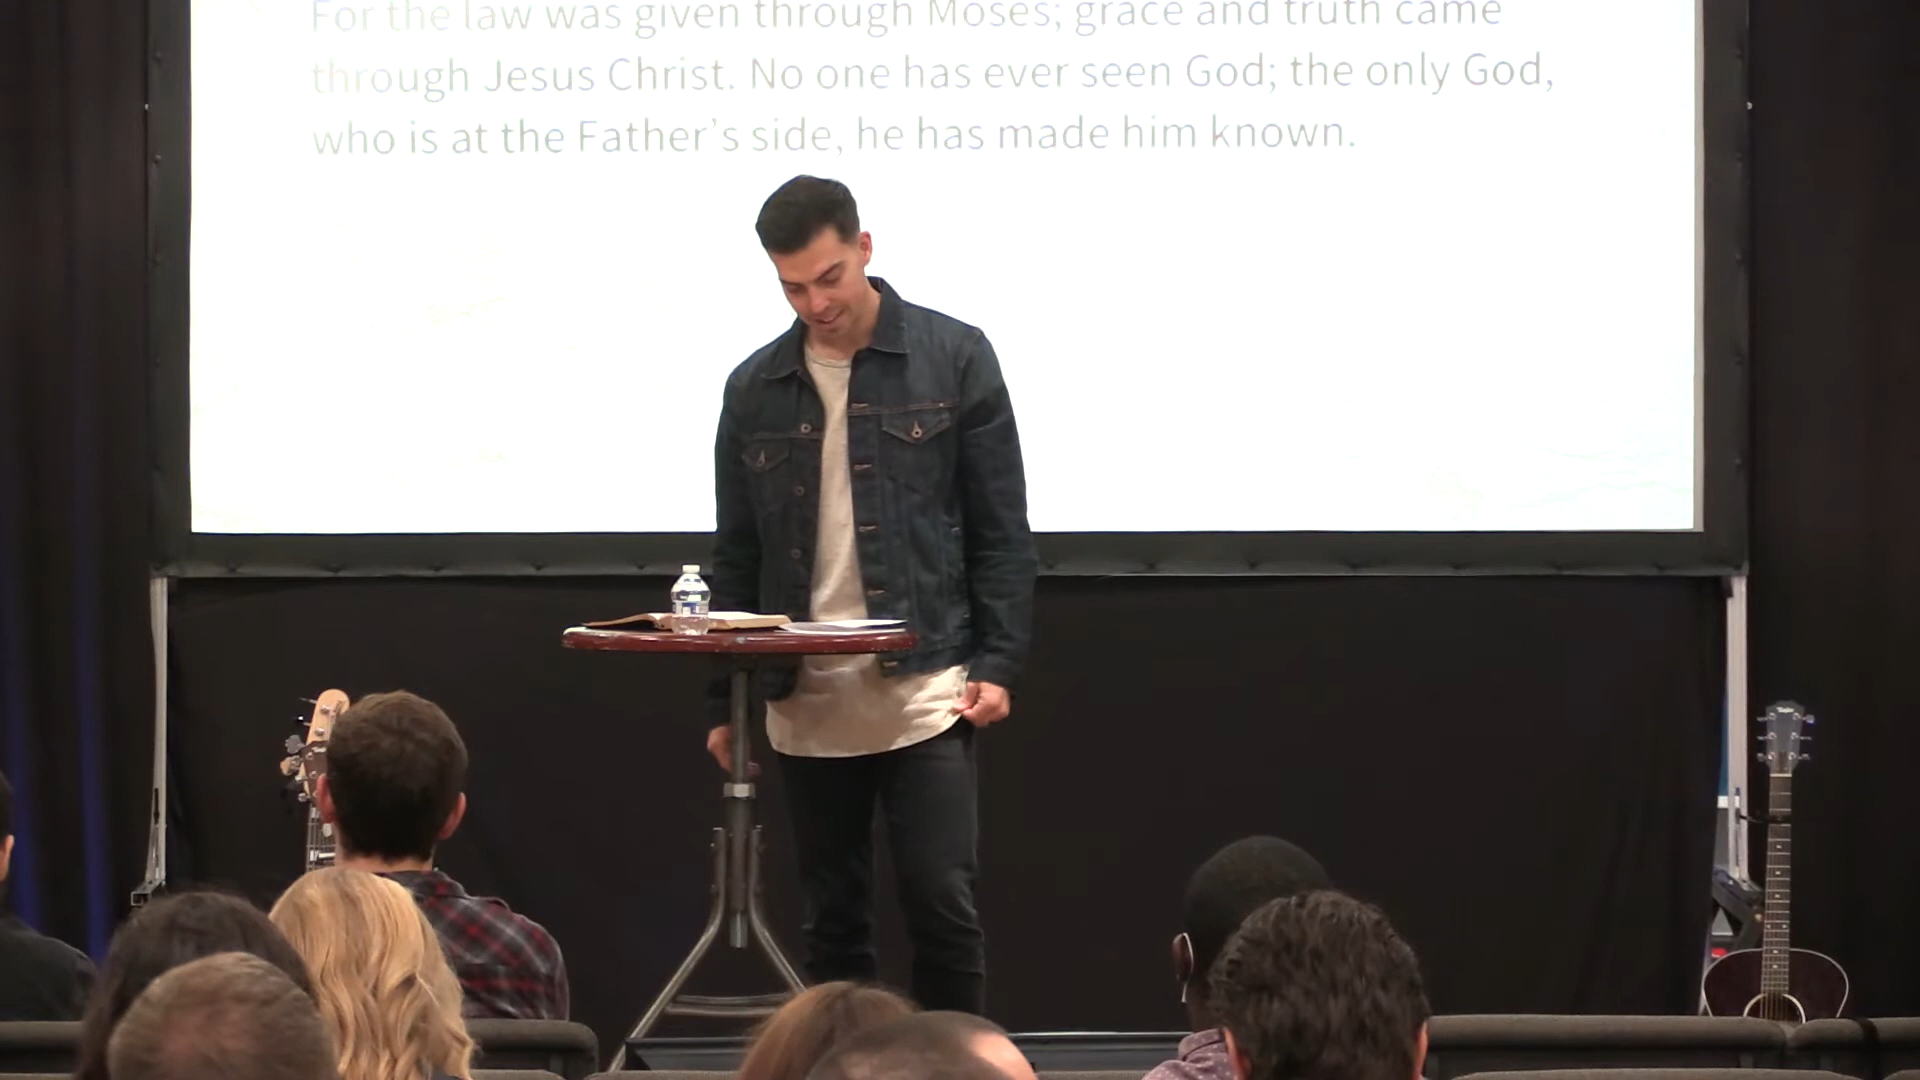 For the law was given through Moses; grace and truth came
through Jesus Christ. No one has ever seen God; the only God,
who is at the Father’s side, he has made him known.
Taylor